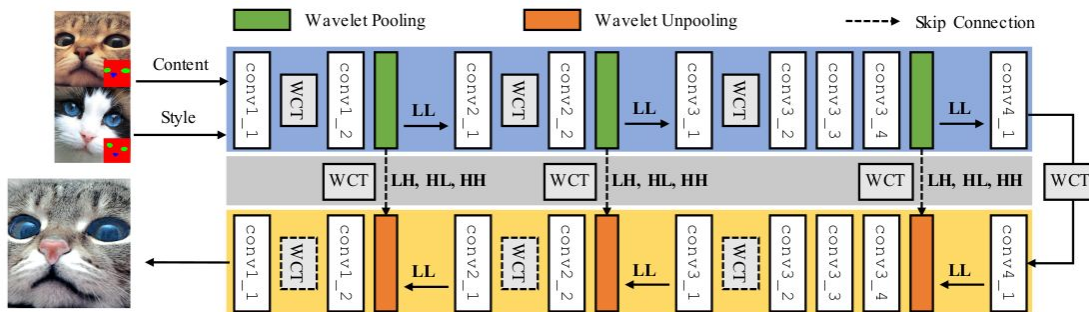 Wavelet Pooling
Wavelet Unpooling
Skip Connection
Content
Style
conv1_1
WCT
conv1_2
LL
conv2_1
WCT
conv2_2
LL
conv3_1
WCT
conv3_2
conv3_3
conv3_4
LL
conv4_1
WCT
LH, HL, HH
WCT
LH, HL, HH
WCT
LH, HL, HH
WCT
conv1_1
WCT
conv1_2
LL
conv2_1
WCT
conv2_2
LL
conv3_1
WCT
conv3_2
conv3_3
conv3_4
LL
conv4_1